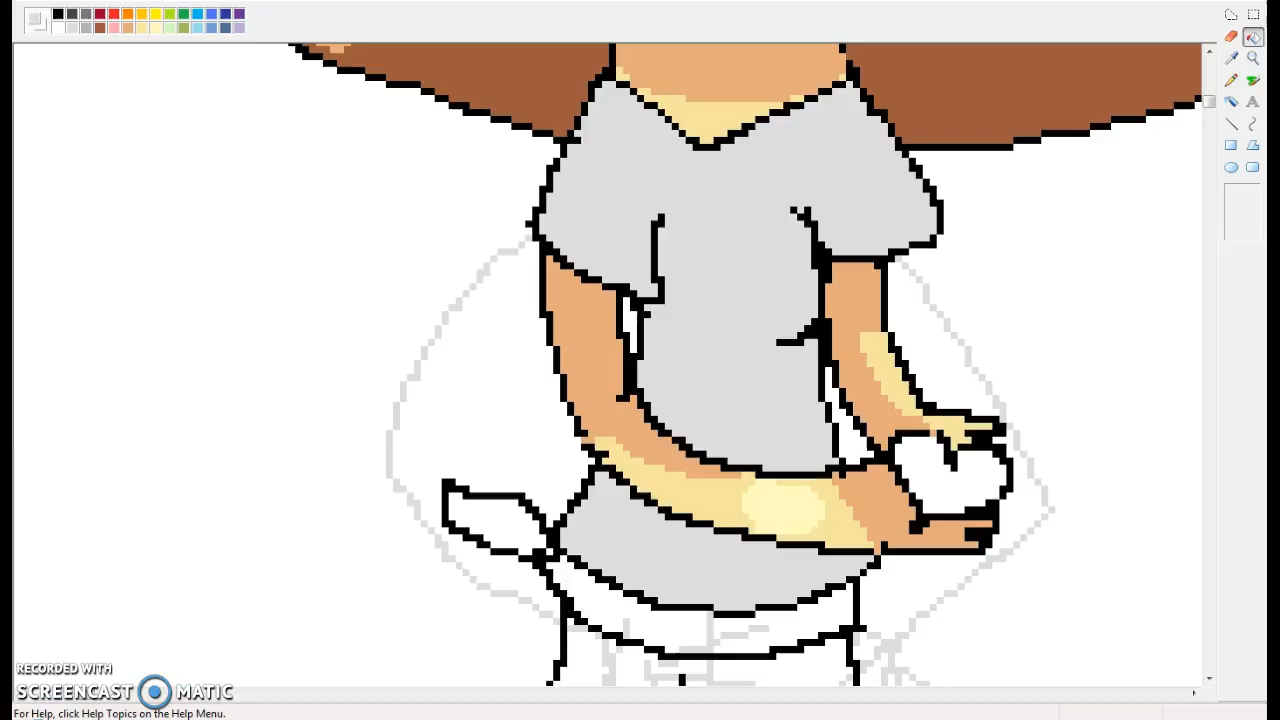 RECORDED WITH
SCREENCAST MATIC
For Help, click Help Topics on the Help Menu.